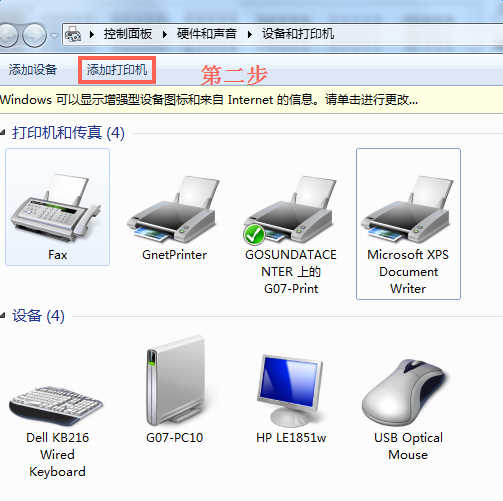 控制面板 ▸ 硬件和声音 ▸ 设备和打印机
添加设备 添加打印机 第二步
Windows 可以显示增强型设备图标和来自 Internet 的信息。请单击进行更改...
打印机和传真 (4)
Fax
GnetPrinter
GOSUNDATACE
NTER 上的
G07-Print
Microsoft XPS
Document
Writer
设备 (4)
Dell KB216
Wired
Keyboard
G07-PC10
HP LE1851w
USB Optical
Mouse